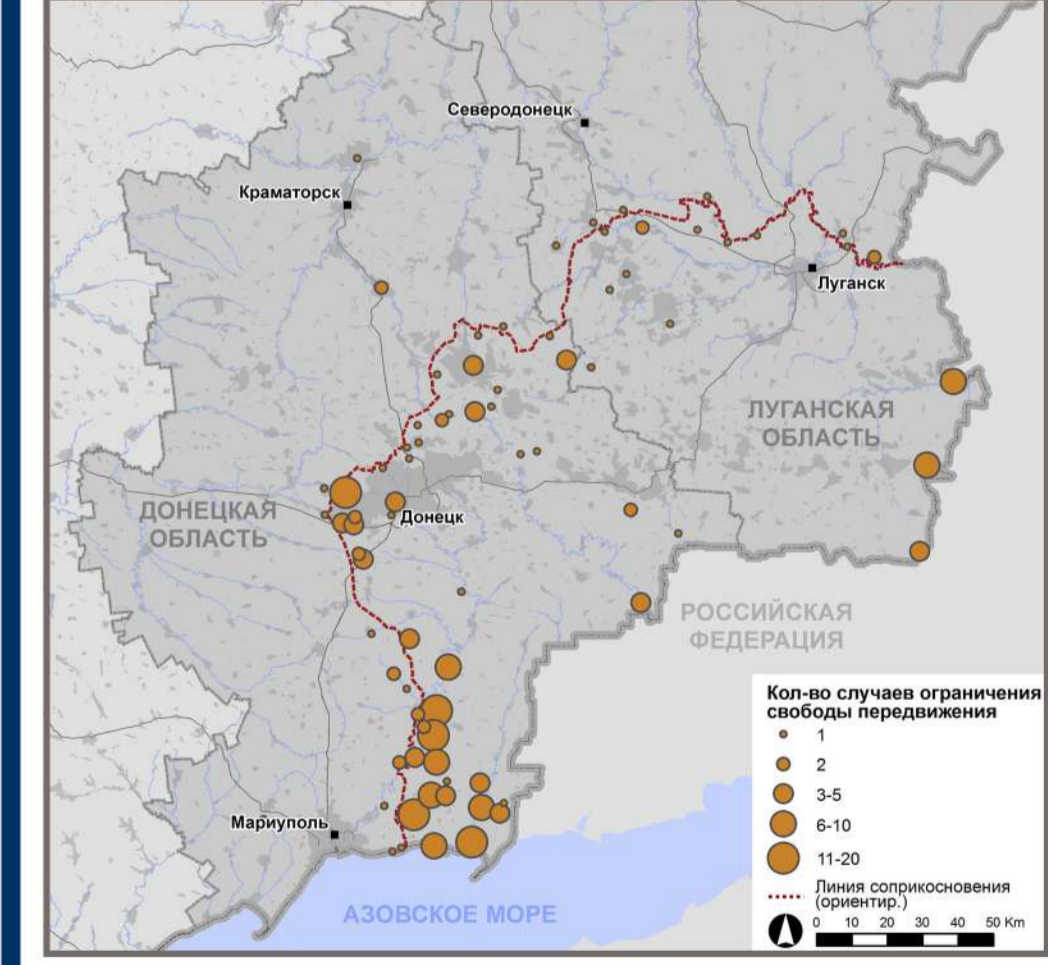 Северодонецк
Краматорск
Луганск
ЛУГАНСКАЯ
ОБЛАСТЬ
ДОНЕЦКАЯ
ОБЛАСТЬ
Донецк
РОССИЙСКАЯ
ФЕДЕРАЦИЯ
Мариуполь
АЗОВСКОЕ МОРЕ
Кол-во случаев ограничения
свободы передвижения
1
2
3-5
6-10
11-20
Линия соприкосновения
(ориентир.)
0 10 20 30 40 50 Km